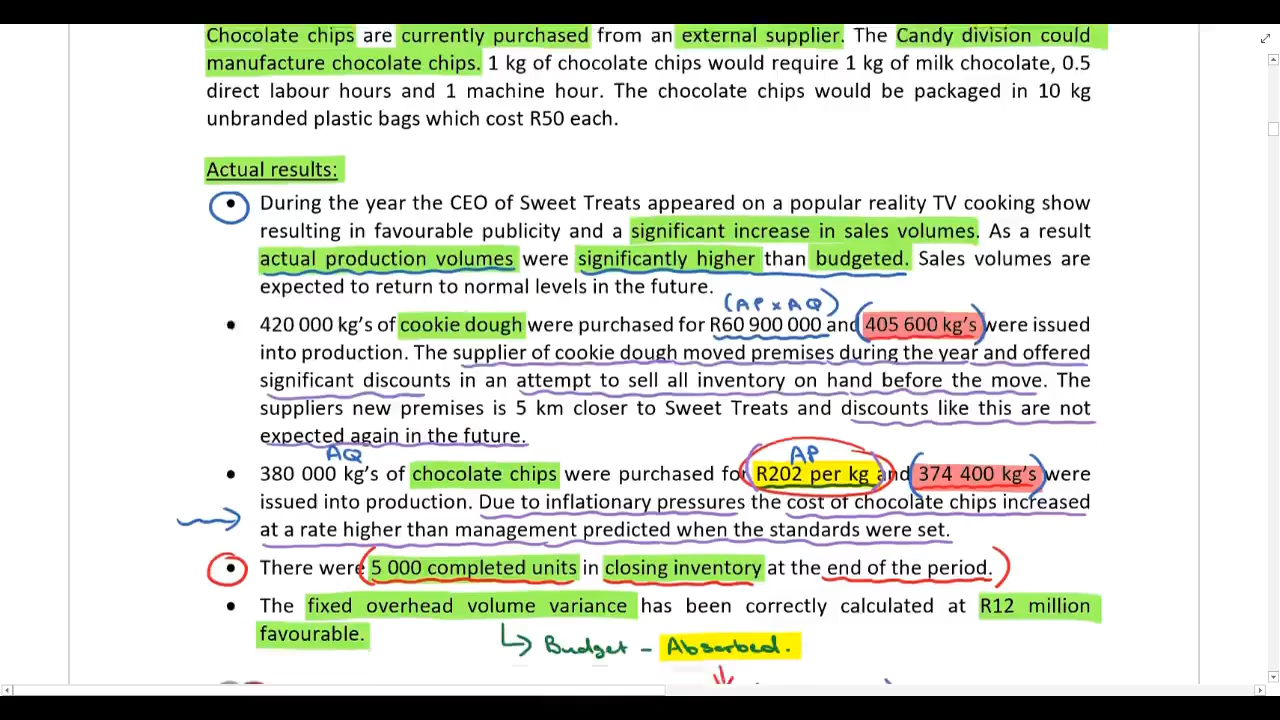 Chocolate chips are currently purchased from an external supplier. The Candy division could
manufacture chocolate chips. 1 kg of chocolate chips would require 1 kg of milk chocolate, 0.5
direct labour hours and 1 machine hour. The chocolate chips would be packaged in 10 kg
unbranded plastic bags which cost R50 each.
Actual results:
• During the year the CEO of Sweet Treats appeared on a popular reality TV cooking show
resulting in favourable publicity and a significant increase in sales volumes. As a result
actual production volumes were significantly higher than budgeted. Sales volumes are
expected to return to normal levels in the future.
(AP x AQ)
• 420 000 kg's of cookie dough were purchased for R60 900 000 and 405 600 kg's were issued
into production. The supplier of cookie dough moved premises during the year and offered
significant discounts in an attempt to sell all inventory on hand before the move. The
suppliers new premises is 5 km closer to Sweet Treats and discounts like this are not
expected again in the future.
AQ AP
• 380 000 kg's of chocolate chips were purchased for R202 per kg and 374 400 kg's were
issued into production. Due to inflationary pressures the cost of chocolate chips increased
at a rate higher than management predicted when the standards were set.
• There were 5 000 completed units in closing inventory at the end of the period.
• The fixed overhead volume variance has been correctly calculated at R12 million
favourable.
Budget - Absorbed.